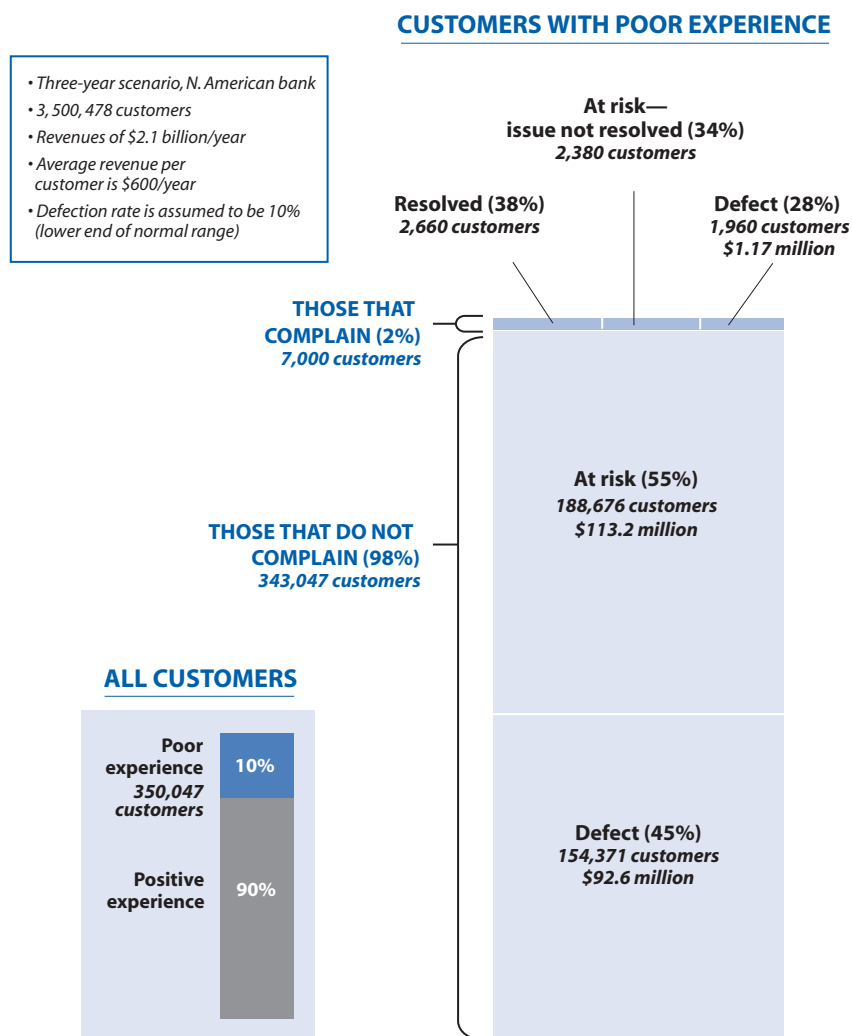 CUSTOMERS WITH POOR EXPERIENCE
• Three-year scenario, N. American bank
• 3,500,478 customers
• Revenues of $2.1 billion/year
• Average revenue per
customer is $600/year
• Defection rate is assumed to be 10%
(lower end of normal range)
At risk—
issue not resolved (34%)
2,380 customers
Resolved (38%)
2,660 customers
Defect (28%)
1,960 customers
$1.17 million
THOSE THAT
COMPLAIN (2%)
7,000 customers
At risk (55%)
188,676 customers
$113.2 million
THOSE THAT DO NOT
COMPLAIN (98%)
343,047 customers
ALL CUSTOMERS
Poor
experience
350,047
customers
10%
Positive
experience
90%
Defect (45%)
154,371 customers
$92.6 million